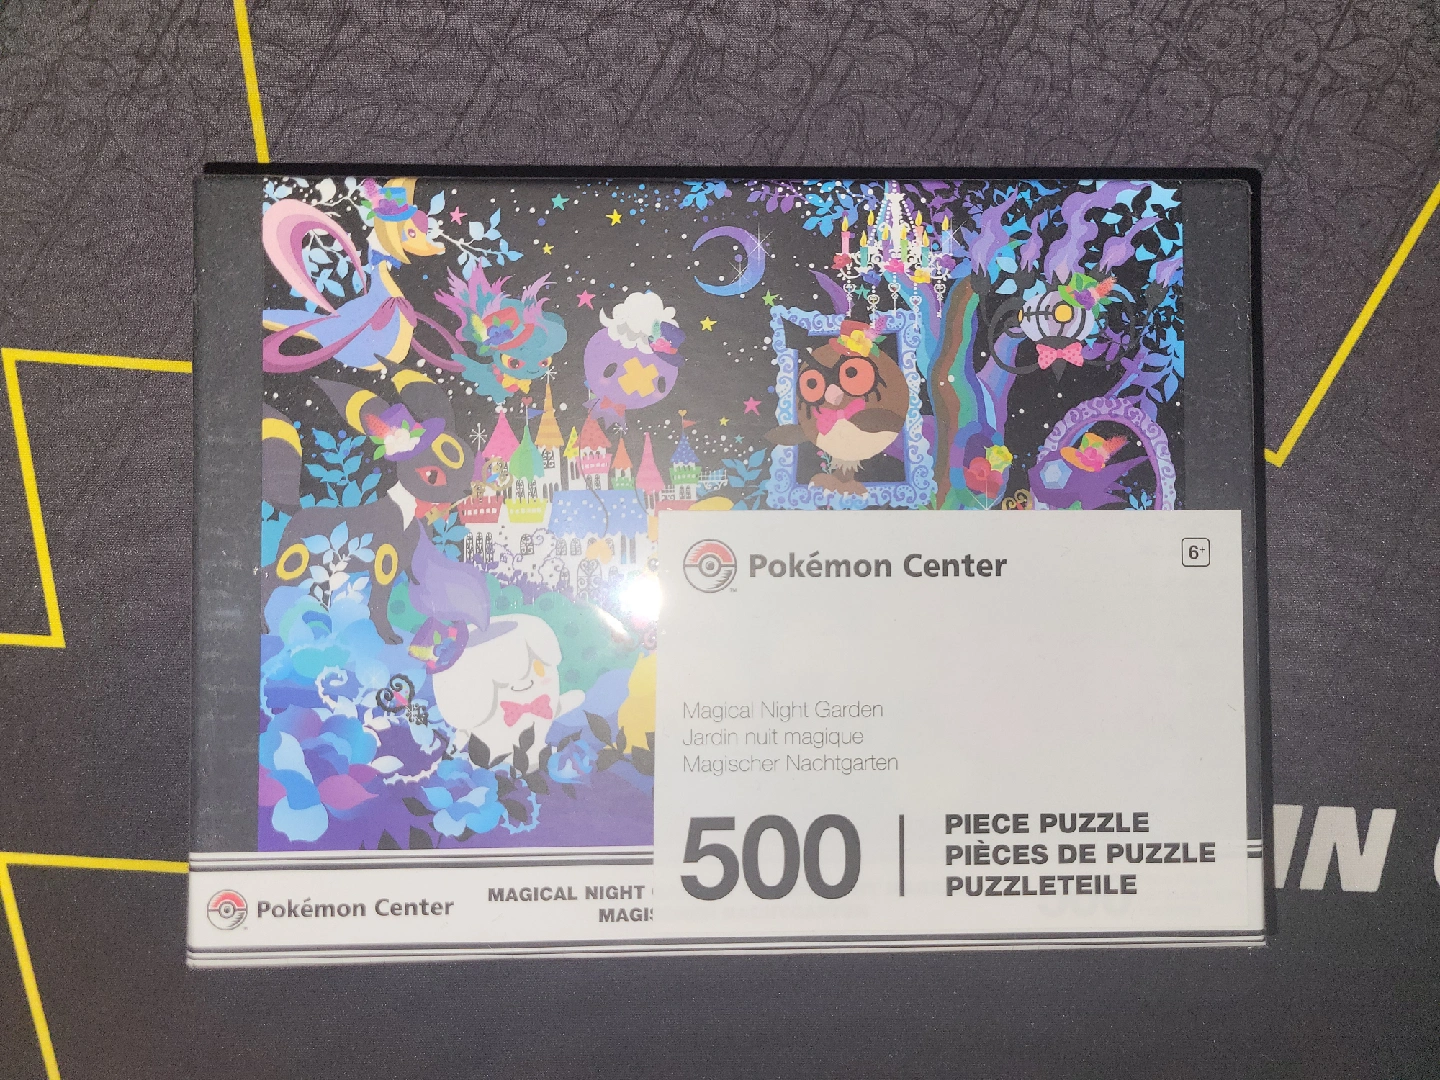 Pokémon Center
6+
Magical Night Garden
Jardin nuit magique
Magischer Nachtgarten
500
PIECE PUZZLE
PIÈCES DE PUZZLE
PUZZLETEILE
Pokémon Center
MAGICAL NIGHT
IN